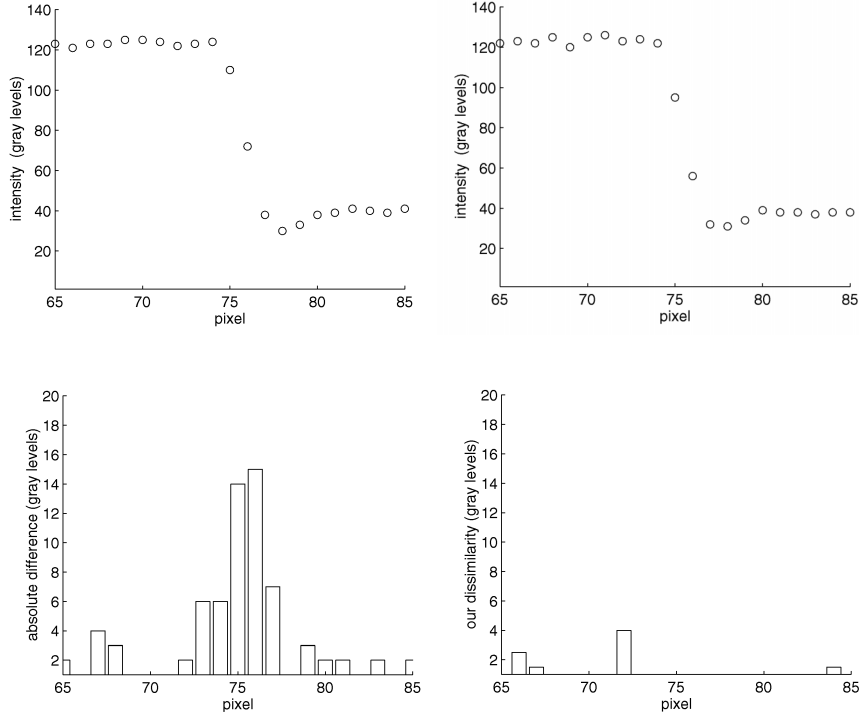 140
120
100
80
60
40
20
intensity (gray levels)
65 70 75 80 85
pixel
140
120
100
80
60
40
20
intensity (gray levels)
65 70 75 80 85
pixel
20
18
16
14
12
10
8
6
4
2
absolute difference (gray levels)
65 70 75 80 85
pixel
20
18
16
14
12
10
8
6
4
2
our dissimilarity (gray levels)
65 70 75 80 85
pixel